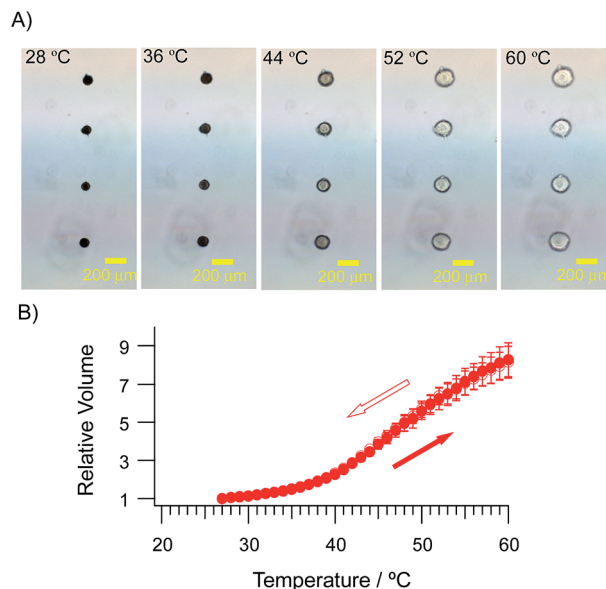 A)
28 ºC 36 ºC 44 ºC 52 ºC 60 ºC
200 µm 200 µm 200 µm 200 µm 200 µm
B)
9
7
5
3
1
Relative Volume
20 30 40 50 60
Temperature / ºC